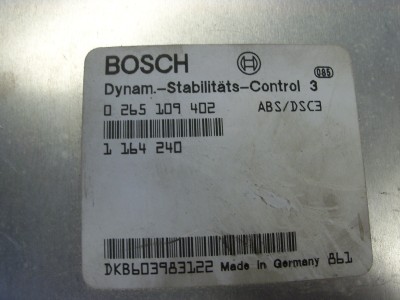 BOSCH 085
Dynam.-Stabilitäts-Control 3
0 265 109 402 ABS/DSC3
1 164 240
DKB603983122 Made in Germany 861